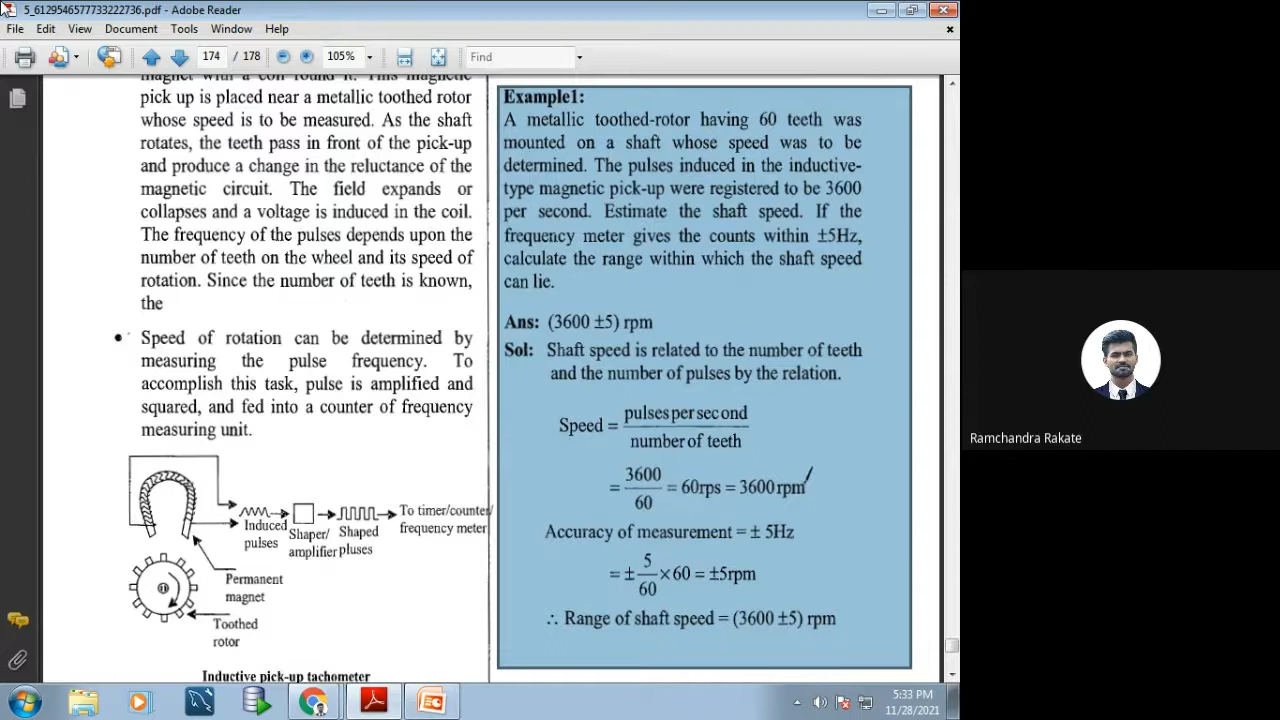 5_6129546577733222736.pdf - Adobe Reader
File Edit View Document Tools Window Help
174 / 178 105% Find
magnet with a coil round it. This magnetic
pick up is placed near a metallic toothed rotor
whose speed is to be measured. As the shaft
rotates, the teeth pass in front of the pick-up
and produce a change in the reluctance of the
magnetic circuit. The field expands or
collapses and a voltage is induced in the coil.
The frequency of the pulses depends upon the
number of teeth on the wheel and its speed of
rotation. Since the number of teeth is known,
the
• Speed of rotation can be determined by
measuring the pulse frequency. To
accomplish this task, pulse is amplified and
squared, and fed into a counter of frequency
measuring unit.
Induced
pulses
Shaper/
amplifier
Shaped
pluses
To timer/counter/
frequency meter
Permanent
magnet
Toothed
rotor
Inductive pick-up tachometer
Example1:
A metallic toothed-rotor having 60 teeth was
mounted on a shaft whose speed was to be
determined. The pulses induced in the inductive-
type magnetic pick-up were registered to be 3600
per second. Estimate the shaft speed. If the
frequency meter gives the counts within ±5Hz,
calculate the range within which the shaft speed
can lie.
Ans: (3600 ±5) rpm
Sol: Shaft speed is related to the number of teeth
and the number of pulses by the relation.
Speed = pulses per second / number of teeth
= 3600 / 60 = 60rps = 3600 rpm
Accuracy of measurement = ± 5Hz
= ± 5 / 60 × 60 = ±5rpm
∴ Range of shaft speed = (3600 ±5) rpm
Ramchandra Rakate
5:33 PM
11/28/2021